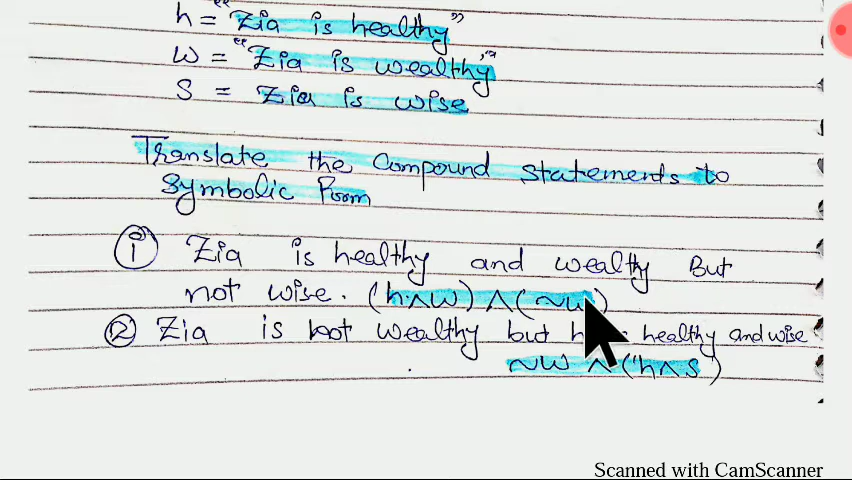 h = "Zia is healthy"
w = "Zia is wealthy"
S = Zia is wise
Translate the Compound Statements to
Symbolic Form
(i) Zia is healthy and wealthy But
not wise. (h∧w) ∧ (~w)
(2) Zia is not wealthy but healthy and wise
~w ∧ (h∧s)
Scanned with CamScanner